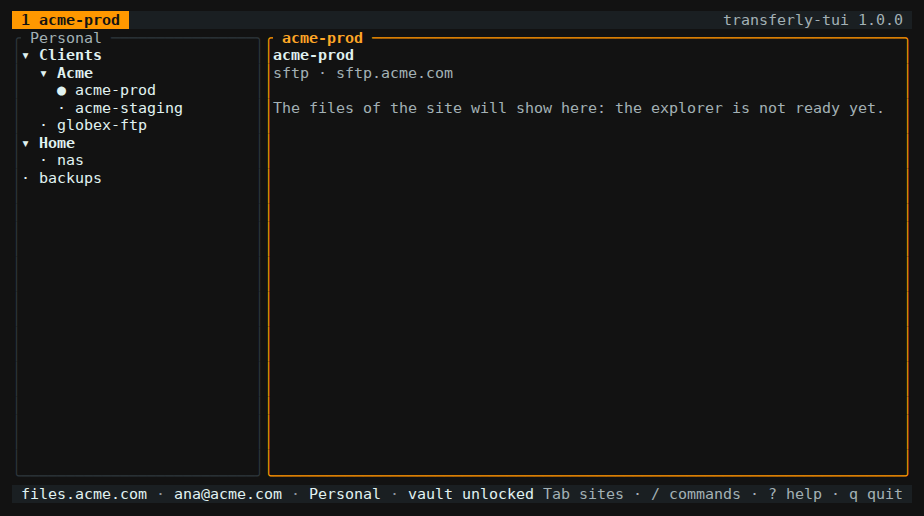 1 acme-prod transferly-tui 1.0.0
Personal
▾ Clients
▾ Acme
● acme-prod
· acme-staging
· globex-ftp
▾ Home
· nas
· backups
acme-prod
acme-prod
sftp · sftp.acme.com
The files of the site will show here: the explorer is not ready yet.
files.acme.com · ana@acme.com · Personal · vault unlocked Tab sites · / commands · ? help · q quit